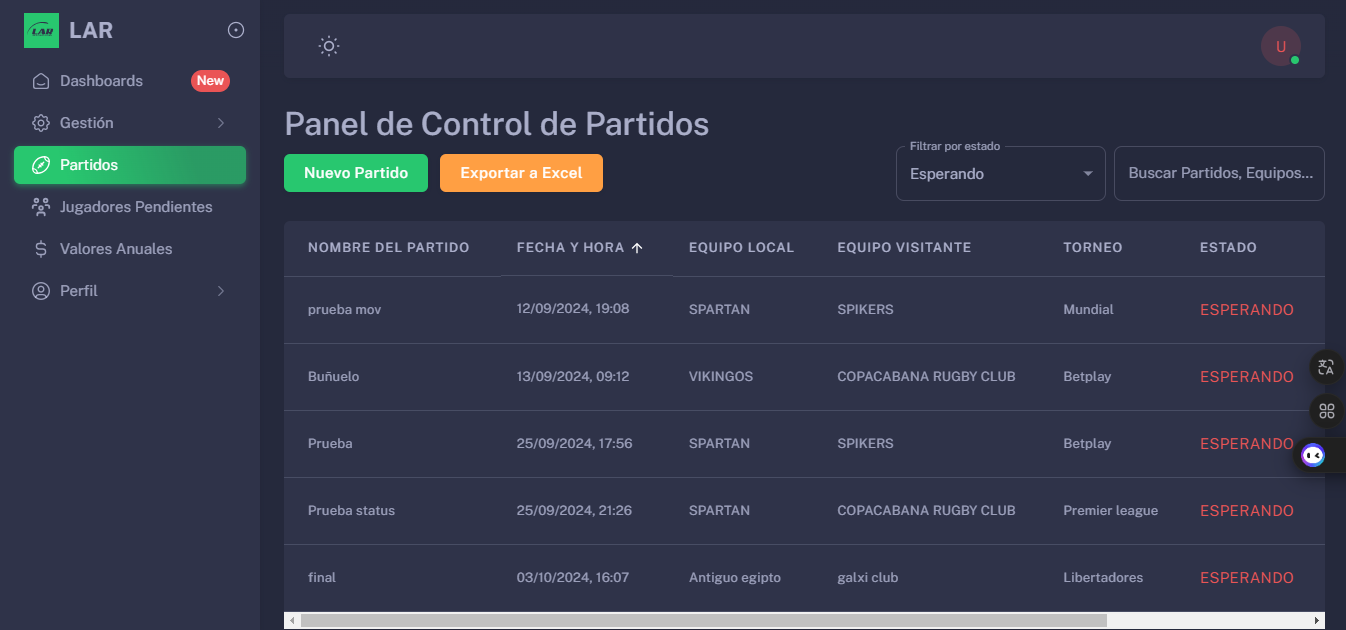 LAR LAR
Dashboards New
Gestión
Partidos
Jugadores Pendientes
Valores Anuales
Perfil
U
Panel de Control de Partidos
Nuevo Partido Exportar a Excel
Filtrar por estado
Esperando
Buscar Partidos, Equipos...
NOMBRE DEL PARTIDO FECHA Y HORA EQUIPO LOCAL EQUIPO VISITANTE TORNEO ESTADO
prueba mov 12/09/2024, 19:08 SPARTAN SPIKERS Mundial ESPERANDO
Buñuelo 13/09/2024, 09:12 VIKINGOS COPACABANA RUGBY CLUB Betplay ESPERANDO
Prueba 25/09/2024, 17:56 SPARTAN SPIKERS Betplay ESPERANDO
Prueba status 25/09/2024, 21:26 SPARTAN COPACABANA RUGBY CLUB Premier league ESPERANDO
final 03/10/2024, 16:07 Antiguo egipto galxi club Libertadores ESPERANDO